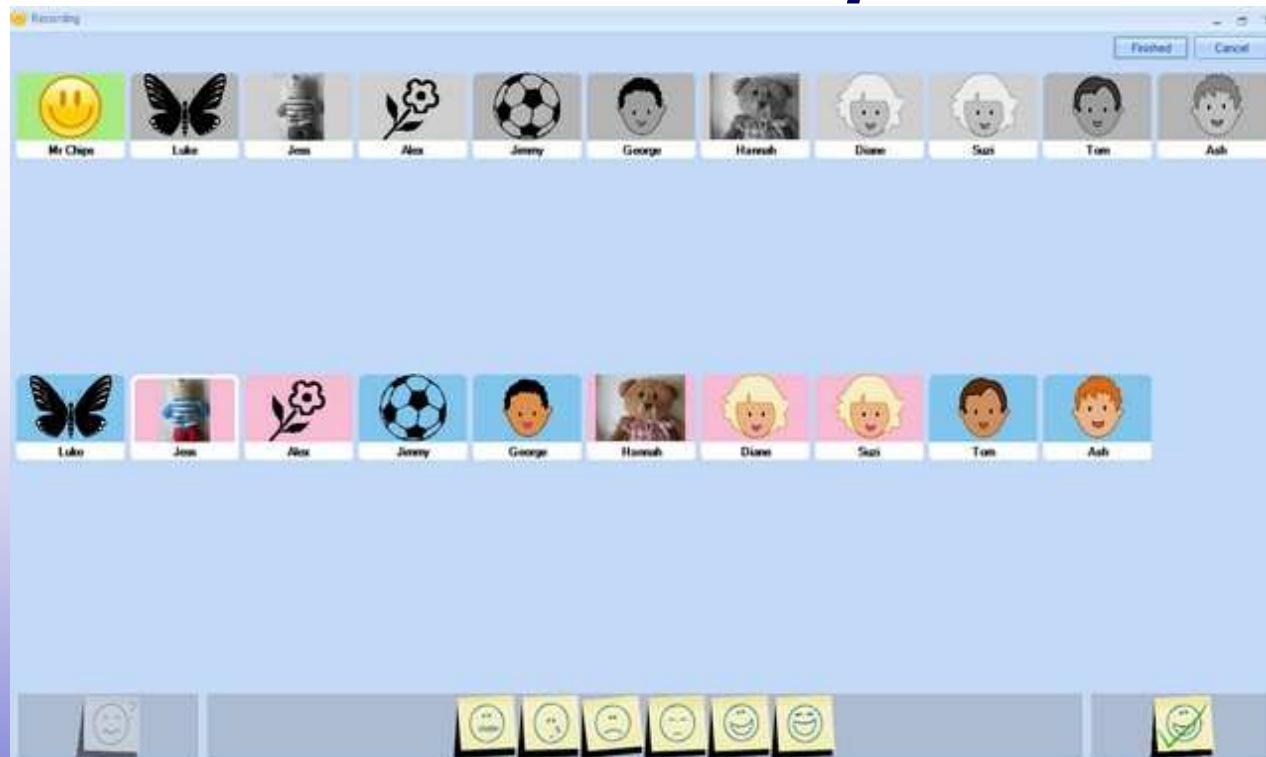 Recording
Finished Cancel
Mr Chips Luke Jess Alex Jimmy George Hannah Diane Suzi Tom Ash
Luke Jess Alex Jimmy George Hannah Diane Suzi Tom Ash